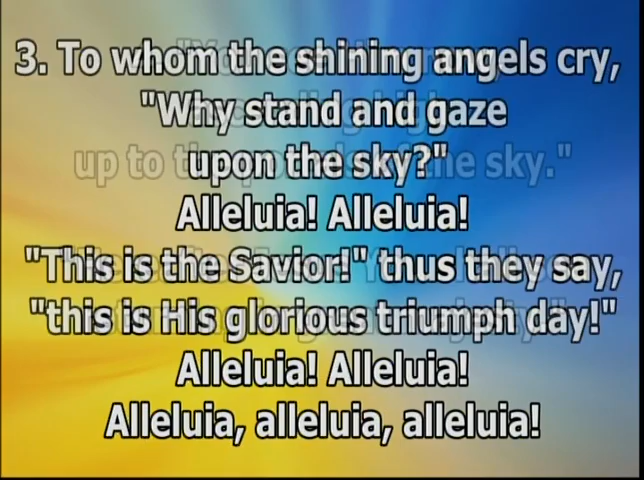 3. To whom the shining angels cry,
"Why stand and gaze
upon the sky?"
Alleluia! Alleluia!
"This is the Savior!" thus they say,
"this is His glorious triumph day!"
Alleluia! Alleluia!
Alleluia, alleluia, alleluia!